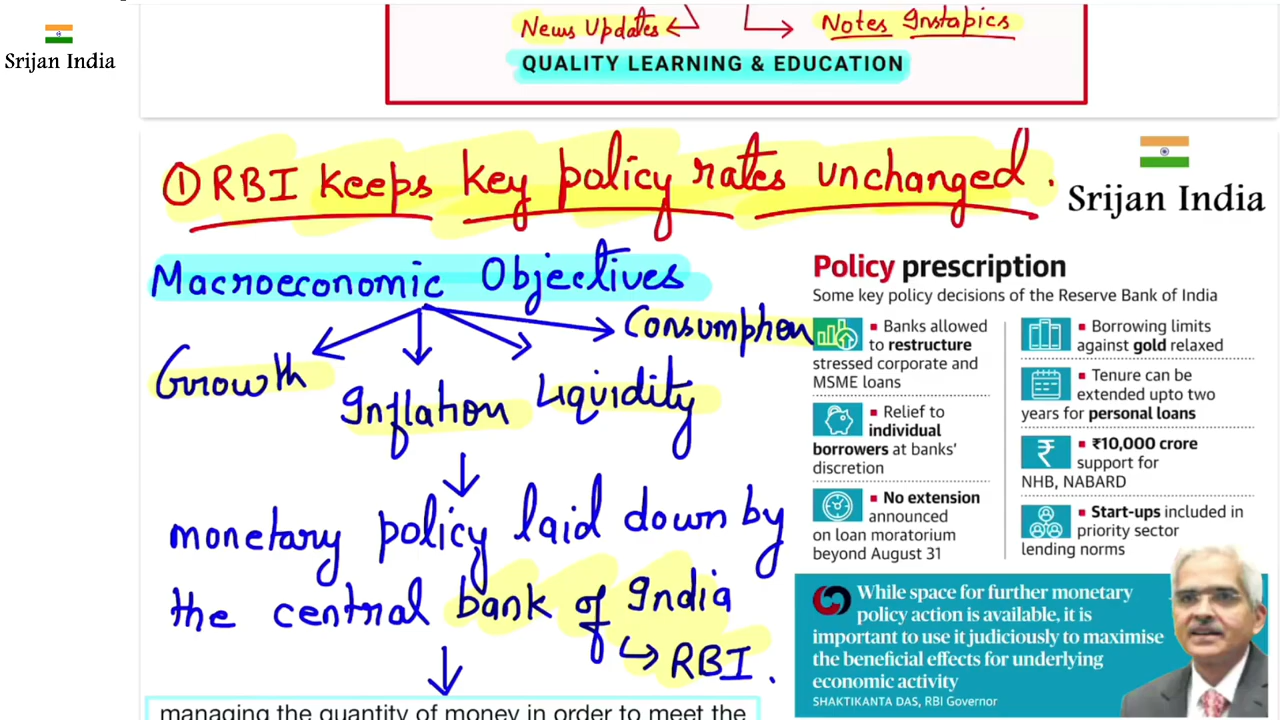 Srijan India
News Updates
Notes Instapics
QUALITY LEARNING & EDUCATION
① RBI keeps key policy rates unchanged.
Srijan India
Macroeconomic Objectives
Growth
Inflation
Liquidity
Consumption
monetary policy laid down by
the central bank of India
RBI.
managing the quantity of money in order to meet the
Policy prescription
Some key policy decisions of the Reserve Bank of India
Banks allowed
to restructure
stressed corporate and
MSME loans
Relief to
individual
borrowers at banks'
discretion
No extension
announced
on loan moratorium
beyond August 31
Borrowing limits
against gold relaxed
Tenure can be
extended upto two
years for personal loans
₹10,000 crore
support for
NHB, NABARD
Start-ups included in
priority sector
lending norms
While space for further monetary
policy action is available, it is
important to use it judiciously to maximise
the beneficial effects for underlying
economic activity
SHAKTIKANTA DAS, RBI Governor